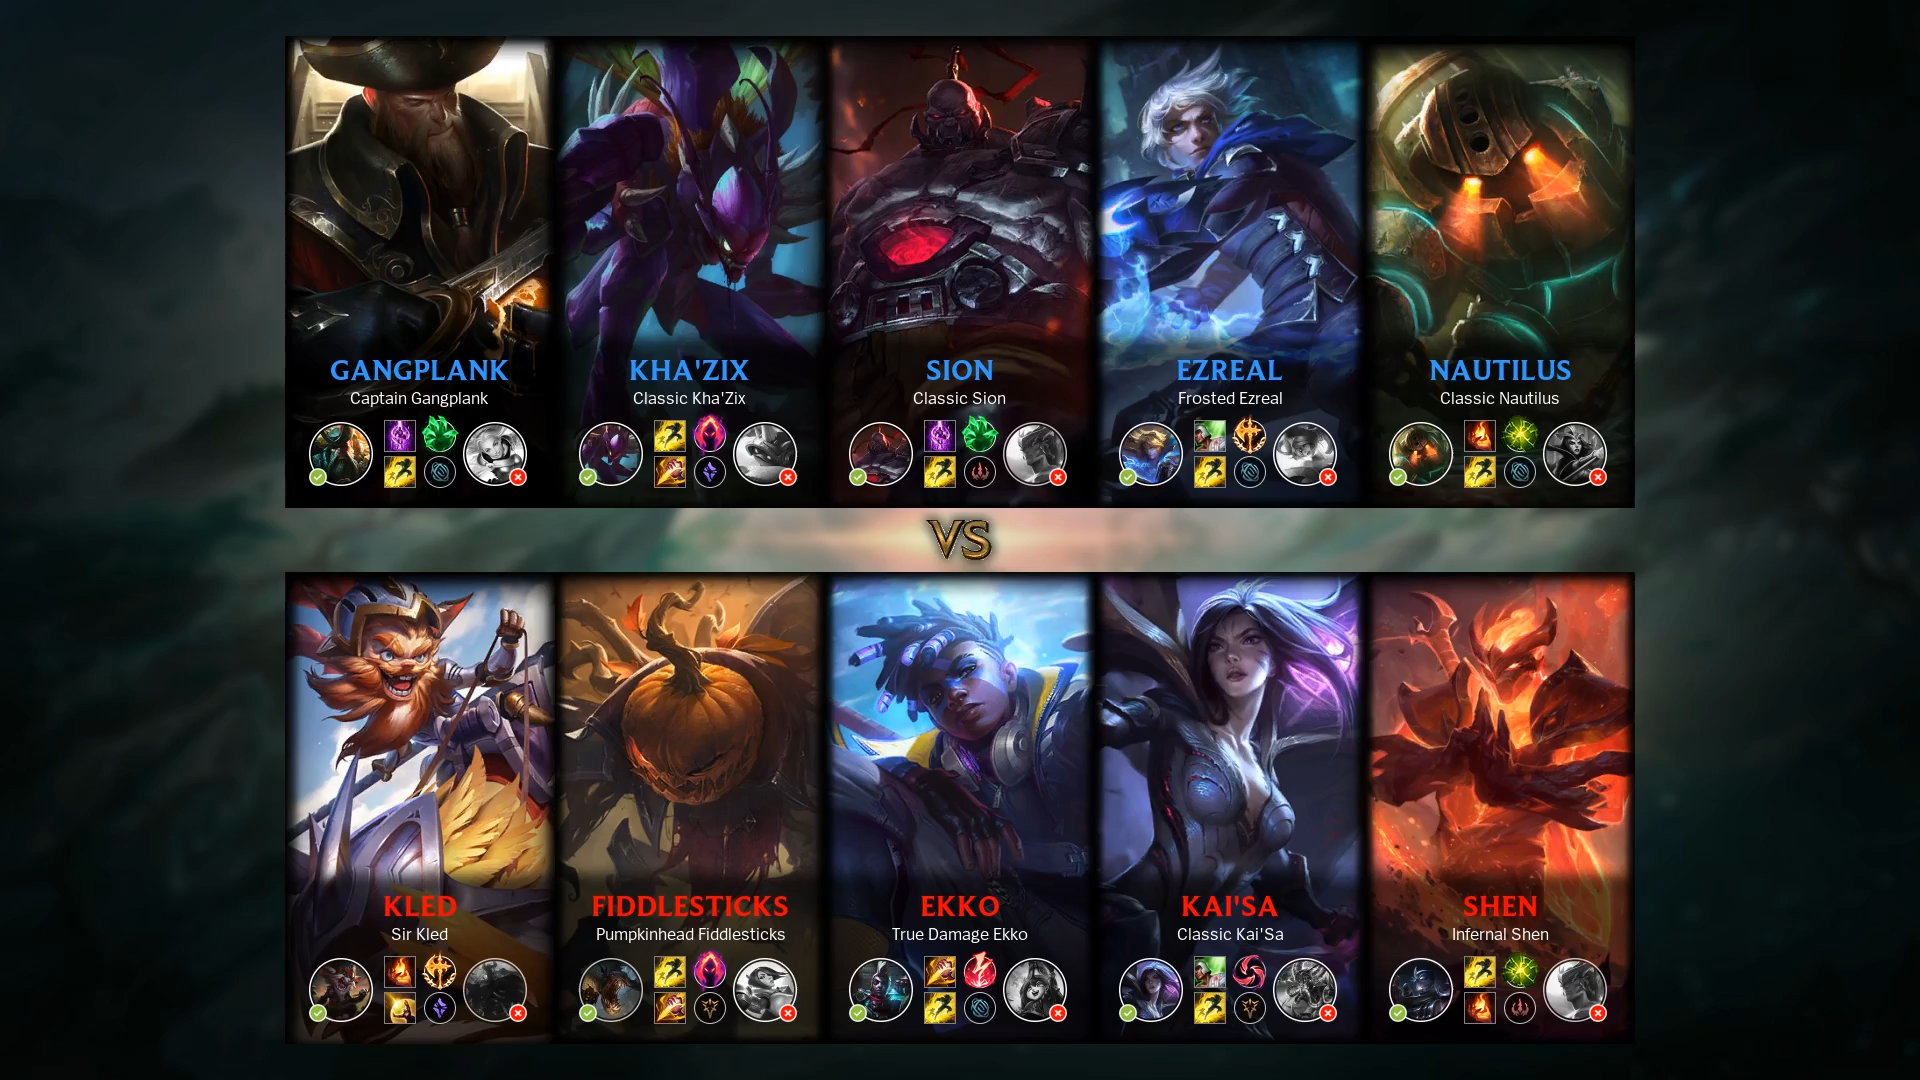 GANGPLANK
Captain Gangplank
KHA'ZIX
Classic Kha'Zix
SION
Classic Sion
EZREAL
Frosted Ezreal
NAUTILUS
Classic Nautilus
VS
KLED
Sir Kled
FIDDLESTICKS
Pumpkinhead Fiddlesticks
EKKO
True Damage Ekko
KAI'SA
Classic Kai'Sa
SHEN
Infernal Shen